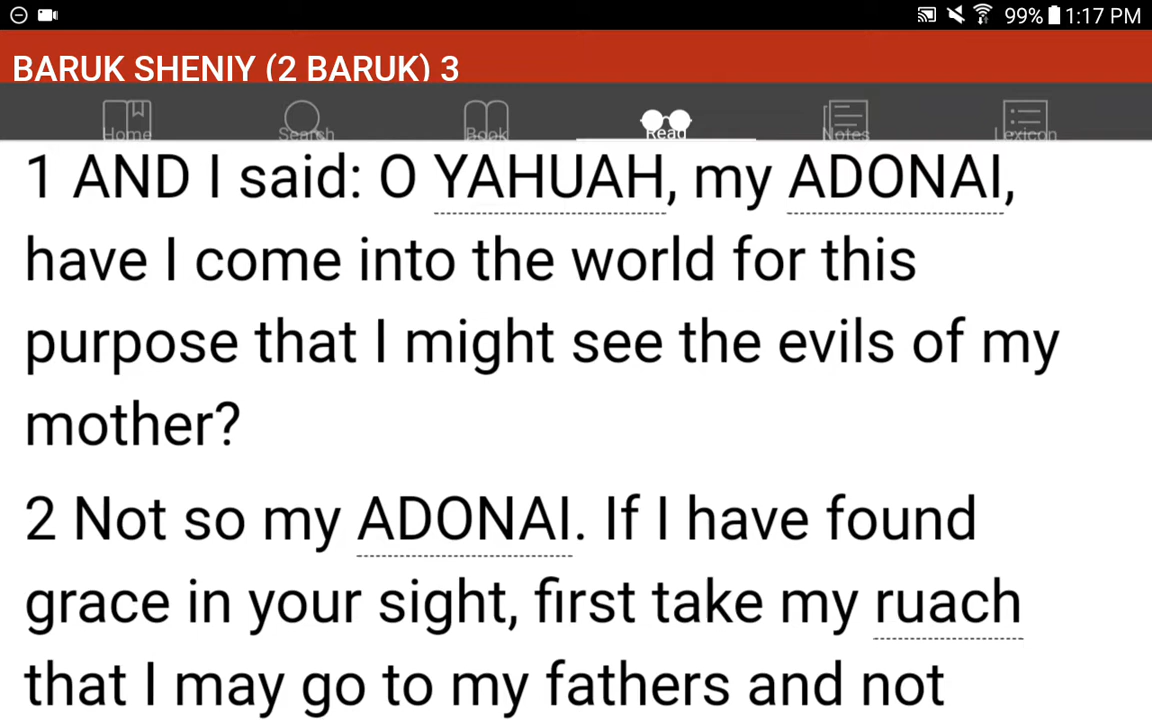 99% 1:17 PM
BARUK SHENIY (2 BARUK) 3
Home Search Book Read Notes Lexicon
1 AND I said: O YAHUAH, my ADONAI,
have I come into the world for this
purpose that I might see the evils of my
mother?
2 Not so my ADONAI. If I have found
grace in your sight, first take my ruach
that I may go to my fathers and not